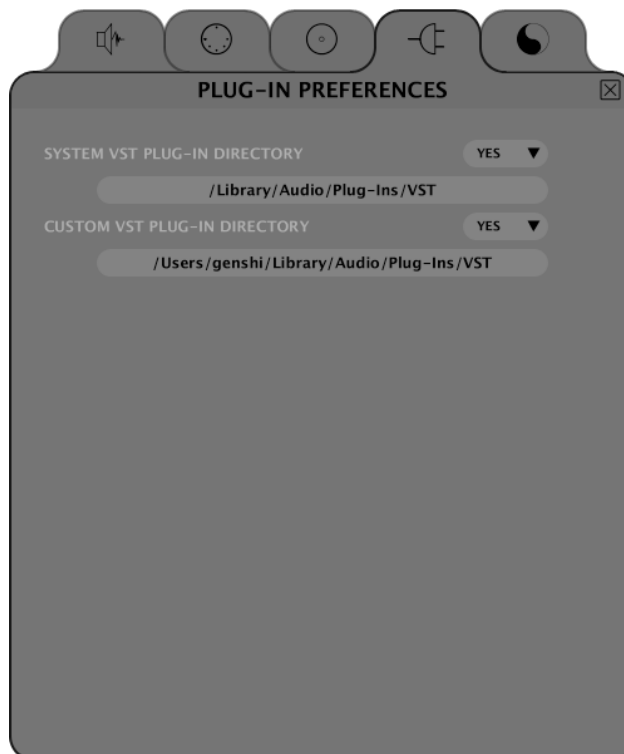 PLUG-IN PREFERENCES
SYSTEM VST PLUG-IN DIRECTORY YES
/Library/Audio/Plug-Ins/VST
CUSTOM VST PLUG-IN DIRECTORY YES
/Users/genshi/Library/Audio/Plug-Ins/VST